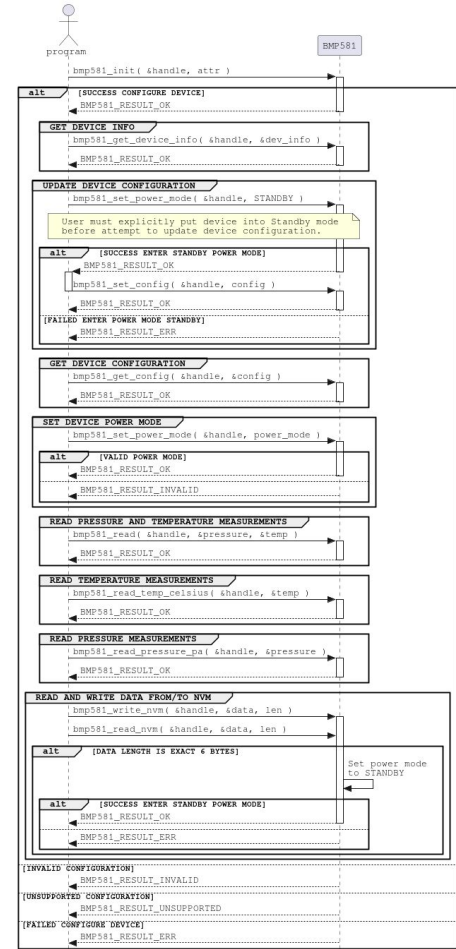 program
BMP581
bmp581_init( &handle, attr )
alt
[SUCCESS CONFIGURE DEVICE]
BMP581_RESULT_OK
GET DEVICE INFO
bmp581_get_device_info( &handle, &dev_info )
BMP581_RESULT_OK
UPDATE DEVICE CONFIGURATION
bmp581_set_power_mode( &handle, STANDBY )
User must explicitly put device into Standby mode
before attempt to update device configuration.
alt
[SUCCESS ENTER STANDBY POWER MODE]
BMP581_RESULT_OK
bmp581_set_config( &handle, config )
BMP581_RESULT_OK
[FAILED ENTER POWER MODE STANDBY]
BMP581_RESULT_ERR
GET DEVICE CONFIGURATION
bmp581_get_config( &handle, &config )
BMP581_RESULT_OK
SET DEVICE POWER MODE
bmp581_set_power_mode( &handle, power_mode )
alt
[VALID POWER MODE]
BMP581_RESULT_OK
BMP581_RESULT_INVALID
READ PRESSURE AND TEMPERATURE MEASUREMENTS
bmp581_read( &handle, &pressure, &temp )
BMP581_RESULT_OK
READ TEMPERATURE MEASUREMENTS
bmp581_read_temp_celsius( &handle, &temp )
BMP581_RESULT_OK
READ PRESSURE MEASUREMENTS
bmp581_read_pressure_pa( &handle, &pressure )
BMP581_RESULT_OK
READ AND WRITE DATA FROM/TO NVM
bmp581_write_nvm( &handle, &data, len )
bmp581_read_nvm( &handle, &data, len )
alt
[DATA LENGTH IS EXACT 6 BYTES]
Set power mode
to STANDBY
alt
[SUCCESS ENTER STANDBY POWER MODE]
BMP581_RESULT_OK
BMP581_RESULT_ERR
[INVALID CONFIGURATION]
BMP581_RESULT_INVALID
[UNSUPPORTED CONFIGURATION]
BMP581_RESULT_UNSUPPORTED
[FAILED CONFIGURE DEVICE]
BMP581_RESULT_ERR